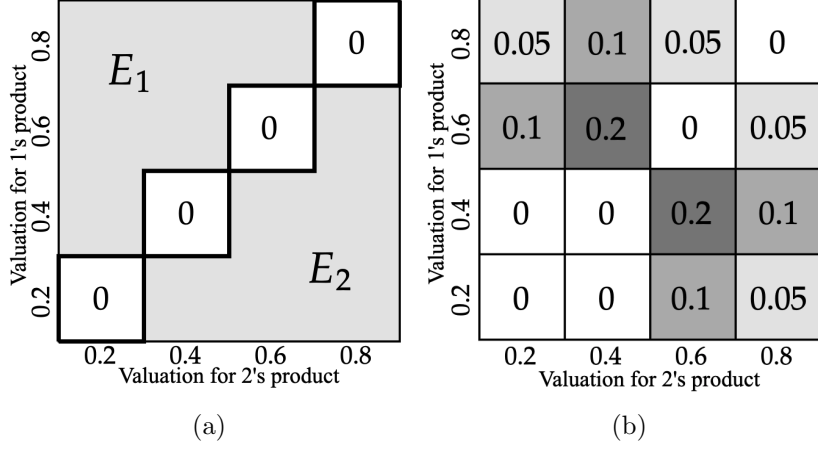 Valuation for 1's product
0.8
0.6
0.4
0.2
E1
0
0
0
E2
0
0.2 0.4 0.6 0.8
Valuation for 2's product
(a)
Valuation for 1's product
0.8 0.05 0.1 0.05 0
0.6 0.1 0.2 0 0.05
0.4 0 0 0.2 0.1
0.2 0 0 0.1 0.05
0.2 0.4 0.6 0.8
Valuation for 2's product
(b)